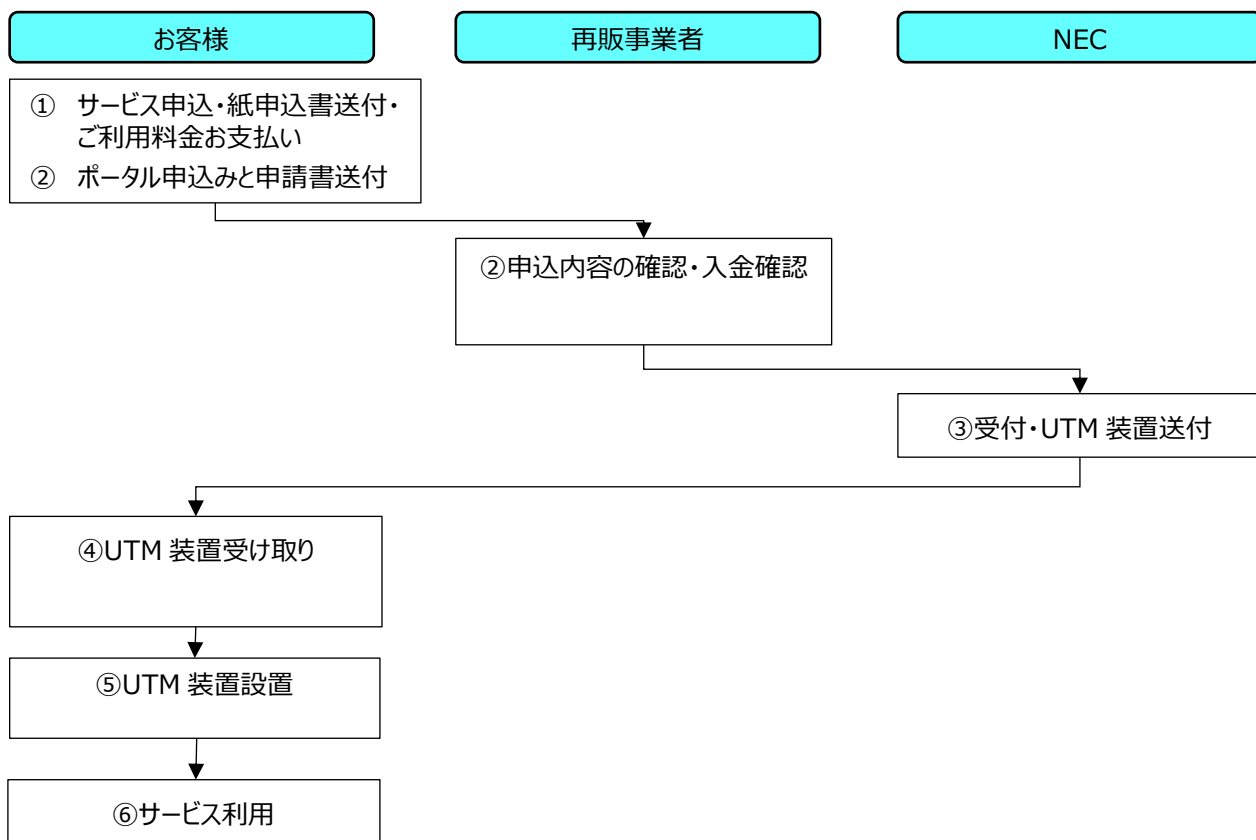 お客様
再販事業者
NEC
① サービス申込・紙申込書送付・
ご利用料金お支払い
② ポータル申込みと申請書送付
②申込内容の確認・入金確認
③受付・UTM 装置送付
④UTM 装置受け取り
⑤UTM 装置設置
⑥サービス利用